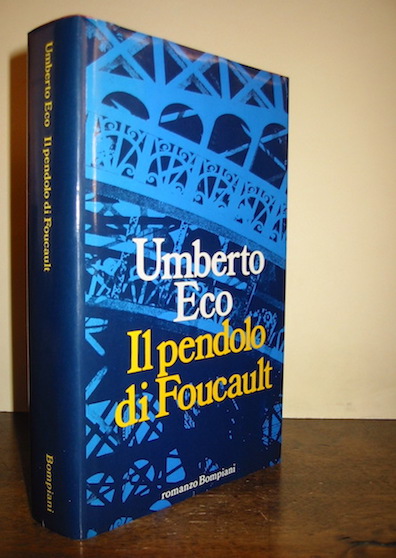 Umberto Eco Il pendolo di Foucault
Bompiani
Umberto
Eco
Il pendolo
di Foucault
romanzo Bompiani